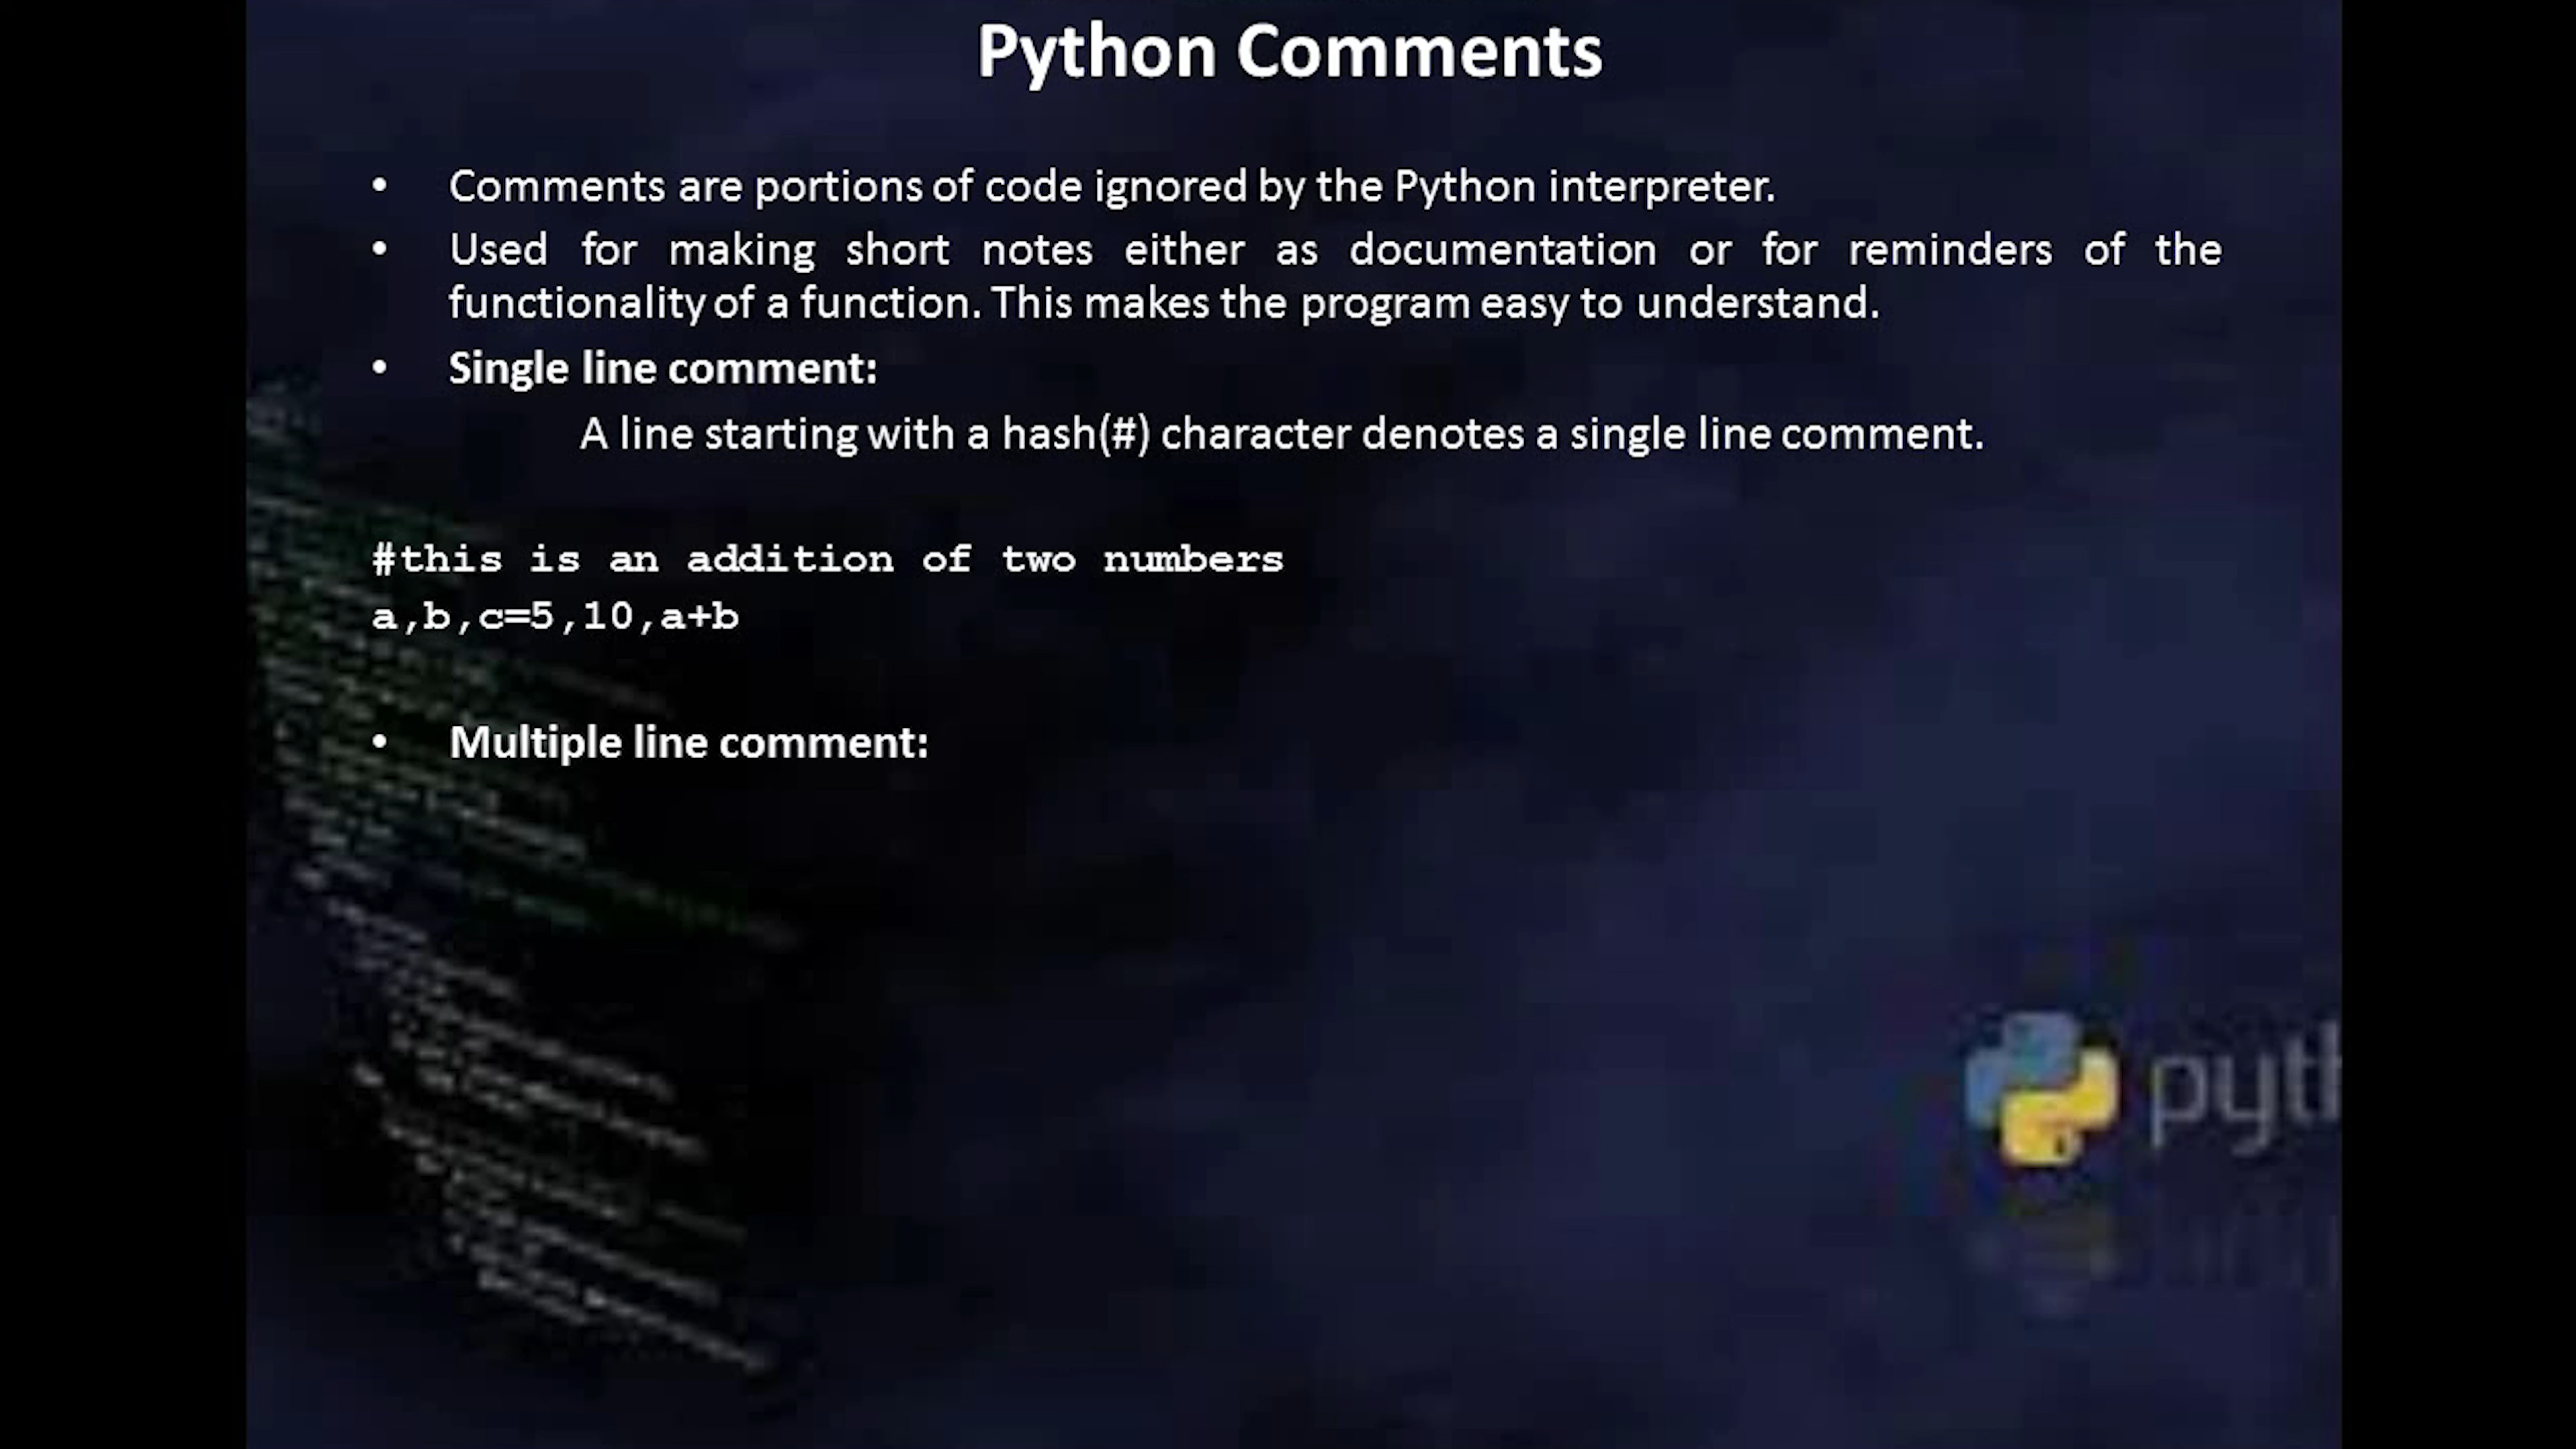 Python Comments
• Comments are portions of code ignored by the Python interpreter.
• Used for making short notes either as documentation or for reminders of the
functionality of a function. This makes the program easy to understand.
• Single line comment:
A line starting with a hash(#) character denotes a single line comment.
#this is an addition of two numbers
a,b,c=5,10,a+b
• Multiple line comment:
pyth